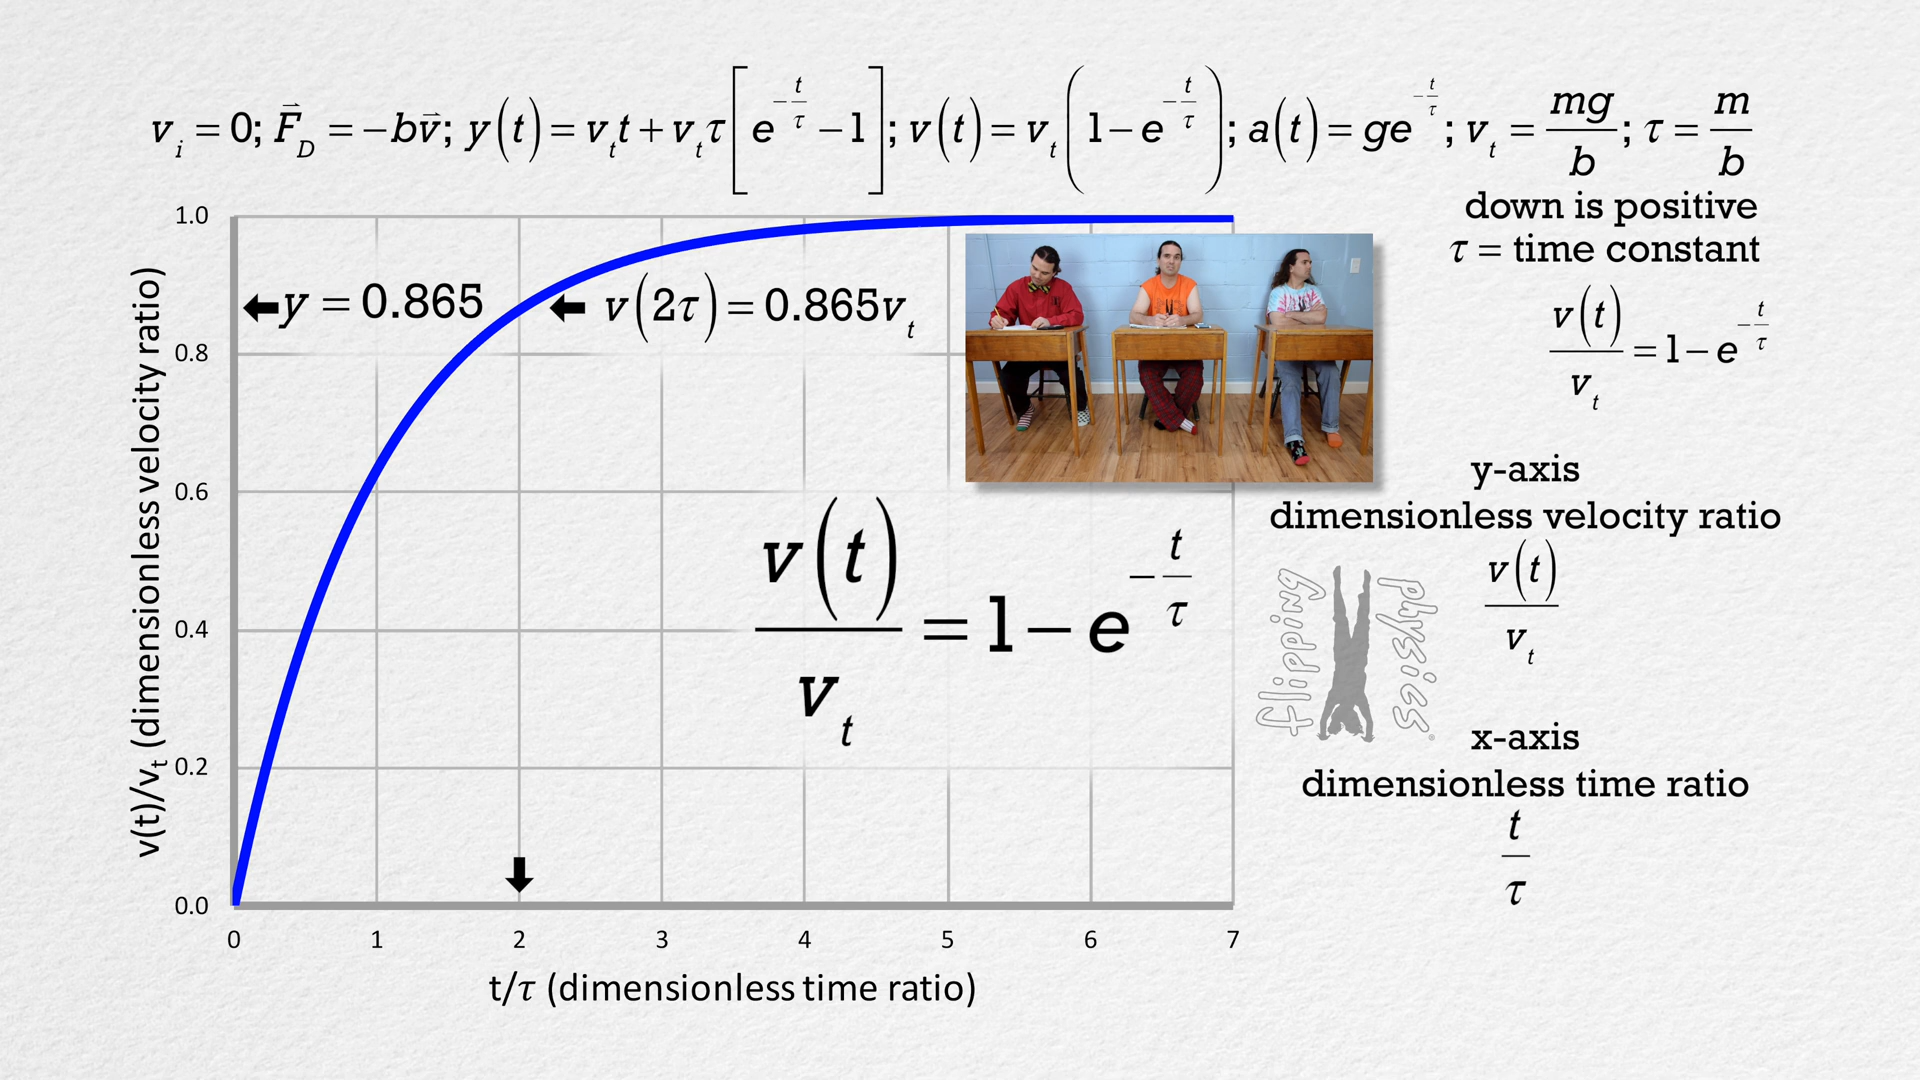 v_i = 0; F⃗_D = −bv⃗; y(t) = v_t t + v_t τ[e^(−t/τ) − 1]; v(t) = v_t(1 − e^(−t/τ)); a(t) = ge^(−t/τ); v_t = mg/b; τ = m/b
down is positive
τ = time constant
v(t)/v_t = 1 − e^(−t/τ)
y-axis
dimensionless velocity ratio
v(t)/v_t
flipping physics®
x-axis
dimensionless time ratio
t/τ
v(t)/v_t (dimensionless velocity ratio)
1.0
0.8
0.6
0.4
0.2
0.0
←y = 0.865
← v(2τ) = 0.865v_t
v(t)/v_t = 1 − e^(−t/τ)
0 1 2 3 4 5 6 7
t/τ (dimensionless time ratio)